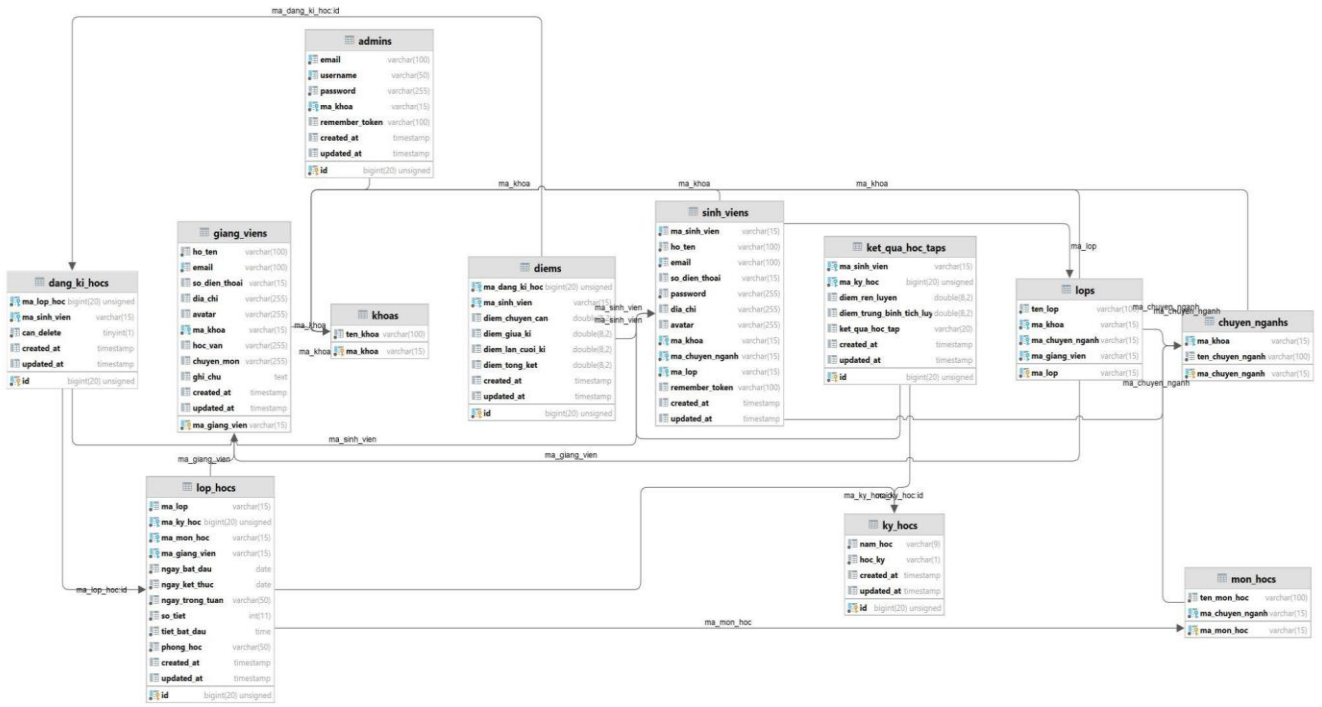 ma_dang_ki_hoc:id
admins
email varchar(100)
username varchar(50)
password varchar(255)
ma_khoa varchar(15)
remember_token varchar(100)
created_at timestamp
updated_at timestamp
id bigint(20) unsigned
ma_khoa
ma_khoa
ma_khoa
giang_viens
ho_ten varchar(100)
email varchar(100)
so_dien_thoai varchar(15)
dia_chi varchar(255)
avatar varchar(255)
ma_khoa varchar(15)
hoc_van varchar(255)
chuyen_mon varchar(255)
ghi_chu text
created_at timestamp
updated_at timestamp
ma_giang_vien varchar(15)
sinh_viens
ma_sinh_vien varchar(15)
ho_ten varchar(100)
email varchar(100)
so_dien_thoai varchar(15)
password varchar(255)
dia_chi varchar(255)
avatar varchar(255)
ma_khoa varchar(15)
ma_chuyen_nganh varchar(15)
ma_lop varchar(15)
remember_token varchar(100)
created_at timestamp
updated_at timestamp
ket_qua_hoc_taps
ma_sinh_vien varchar(15)
ma_ky_hoc bigint(20) unsigned
diem_ren_luyen double(8,2)
diem_trung_binh_tich_luy double(8,2)
ket_qua_hoc_tap varchar(20)
created_at timestamp
updated_at timestamp
id bigint(20) unsigned
ma_lop
dang_ki_hocs
ma_lop_hoc bigint(20) unsigned
ma_sinh_vien varchar(15)
can_delete tinyint(1)
created_at timestamp
updated_at timestamp
id bigint(20) unsigned
diems
ma_dang_ki_hoc bigint(20) unsigned
ma_sinh_vien varchar(15)
diem_chuyen_can
diem_giua_ki double(8,2)
diem_lan_cuoi_ki double(8,2)
diem_tong_ket double(8,2)
created_at timestamp
updated_at timestamp
id bigint(20) unsigned
ma_sinh_vien
ma_sinh_vien
khoas
ten_khoa varchar(100)
ma_khoa varchar(15)
ma_khoa
ma_khoa
lops
ten_lop
ma_khoa varchar(15)
ma_chuyen_nganh varchar(15)
ma_giang_vien varchar(15)
ma_lop varchar(15)
ma_chuyen_nganh
ma_chuyen_nganh
ma_chuyen_nganh
chuyen_nganhs
ma_khoa varchar(15)
ten_chuyen_nganh varchar(100)
ma_chuyen_nganh varchar(15)
ma_sinh_vien
ma_giang_vien
ma_giang_vien
lop_hocs
ma_lop varchar(15)
ma_ky_hoc bigint(20) unsigned
ma_mon_hoc varchar(15)
ma_giang_vien varchar(15)
ngay_bat_dau date
ngay_ket_thuc date
ngay_trong_tuan varchar(50)
so_tiet int(11)
tiet_bat_dau time
phong_hoc varchar(50)
created_at timestamp
updated_at timestamp
id bigint(20) unsigned
ma_lop_hoc:id
ky_hocs
nam_hoc varchar(9)
hoc_ky varchar(1)
created_at timestamp
updated_at timestamp
id bigint(20) unsigned
ma_mon_hoc
mon_hocs
ten_mon_hoc varchar(100)
ma_chuyen_nganh varchar(15)
ma_mon_hoc varchar(15)